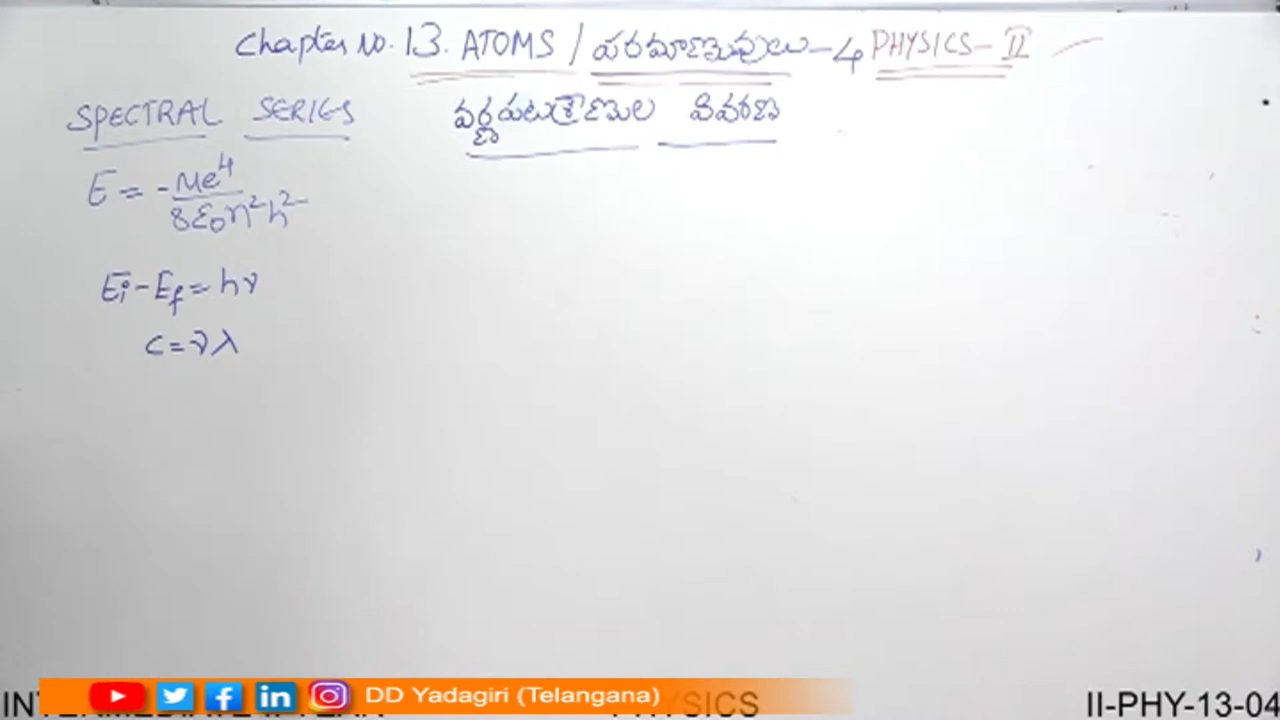 Chapter No. 13. ATOMS / పరమాణువులు-4 PHYSICS-II
SPECTRAL SERIES వర్ణపటశ్రేణుల వివరణ
E = -Me⁴/8ε₀n²h²
Ei - Ef = hν
c = νλ
DD Yadagiri (Telangana)
II-PHY-13-04